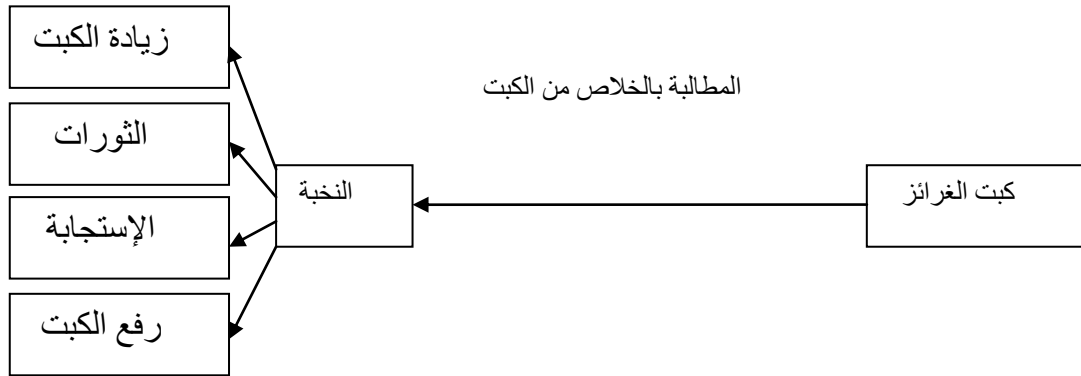 زيادة الكبت
المطالبة بالخلاص من الكبت
الثورات
كبت الغرائز
النخبة
الإستجابة
رفع الكبت